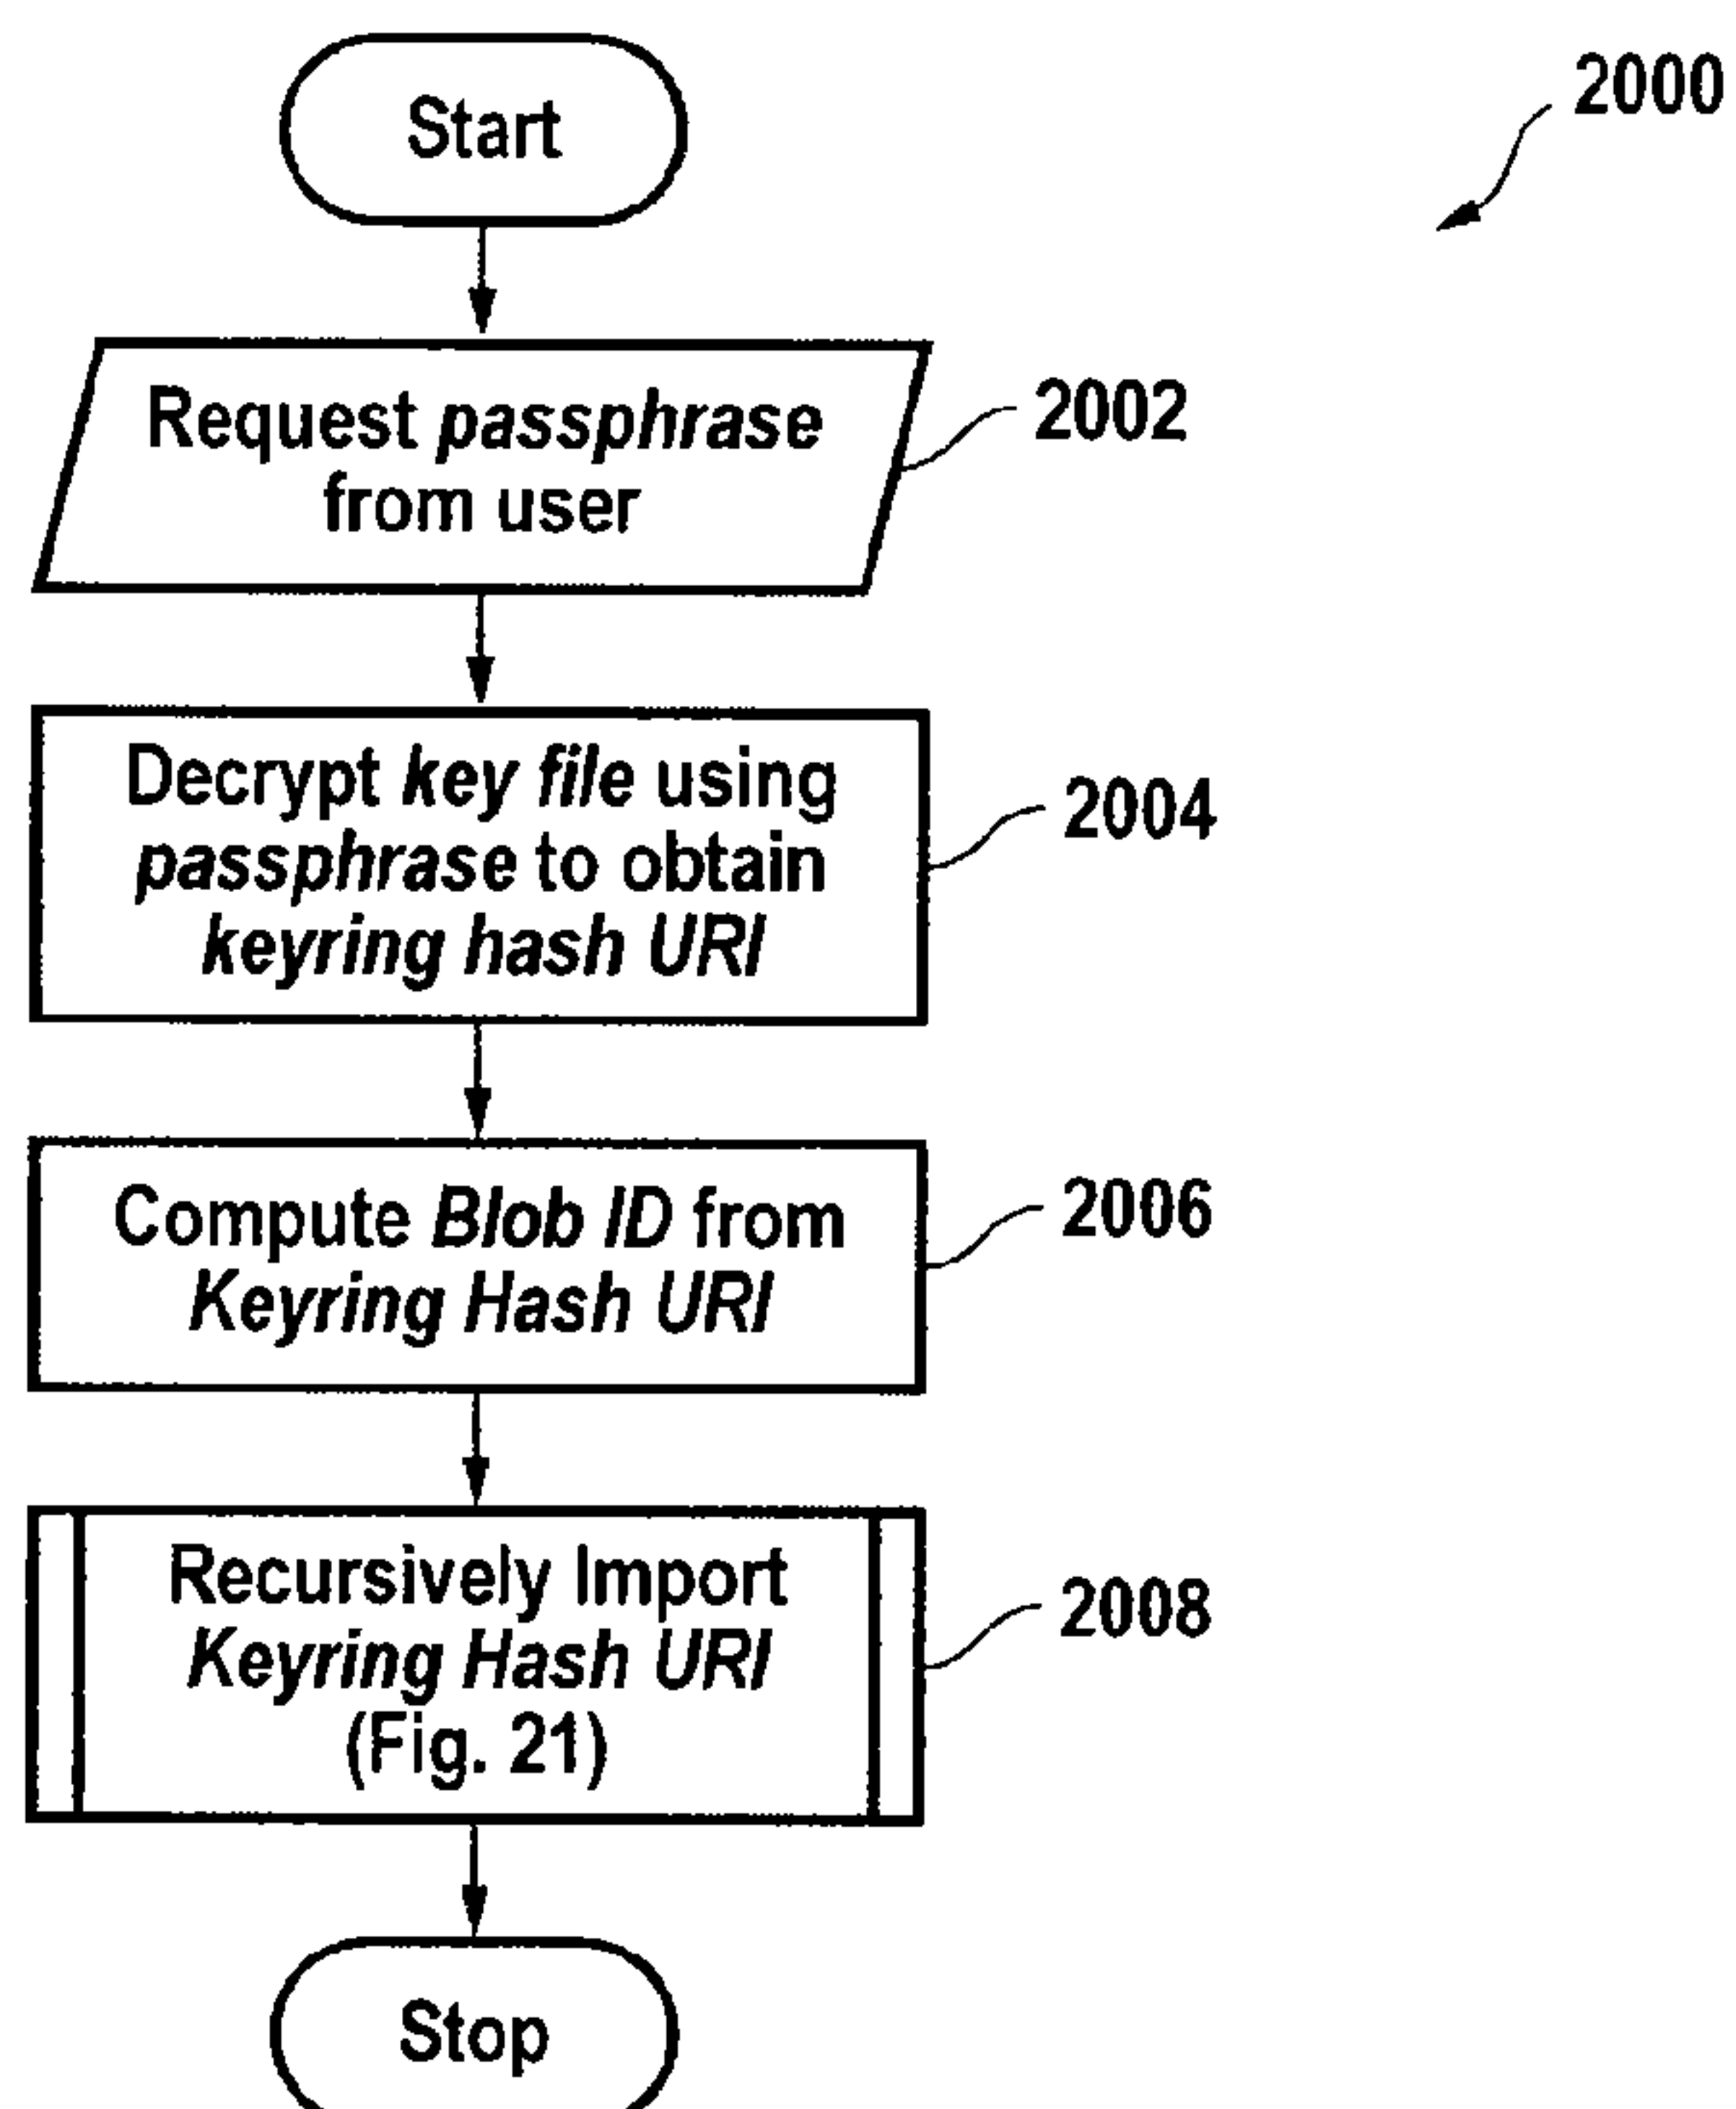 Start
2000
Request passphrase
from user
2002
Decrypt key file using
passphrase to obtain
keyring hash URI
2004
Compute Blob ID from
Keyring Hash URI
2006
Recursively Import
Keyring Hash URI
(Fig. 21)
2008
Stop